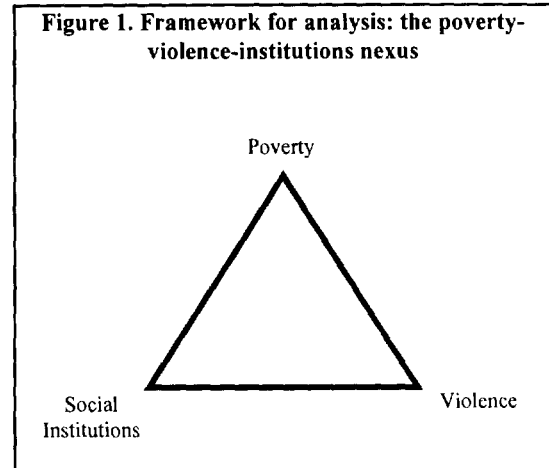 Figure 1. Framework for analysis: the poverty-
violence-institutions nexus
Poverty
Social
Institutions
Violence